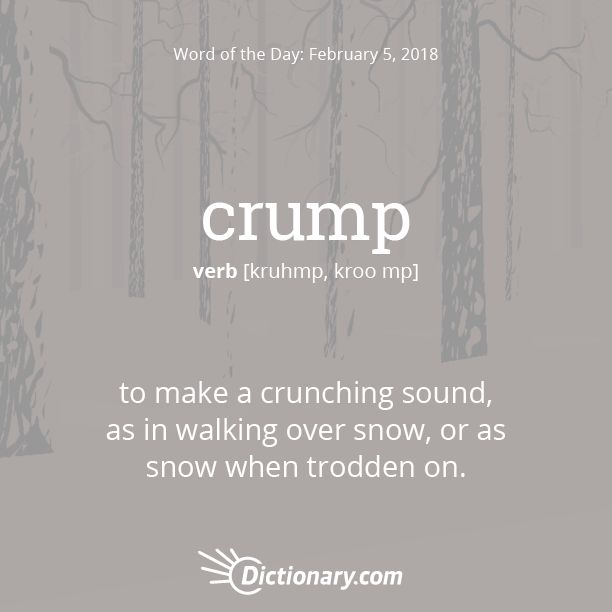 Word of the Day: February 5, 2018
crump
verb [kruhmp, kroo mp]
to make a crunching sound,
as in walking over snow, or as
snow when trodden on.
Dictionary.com